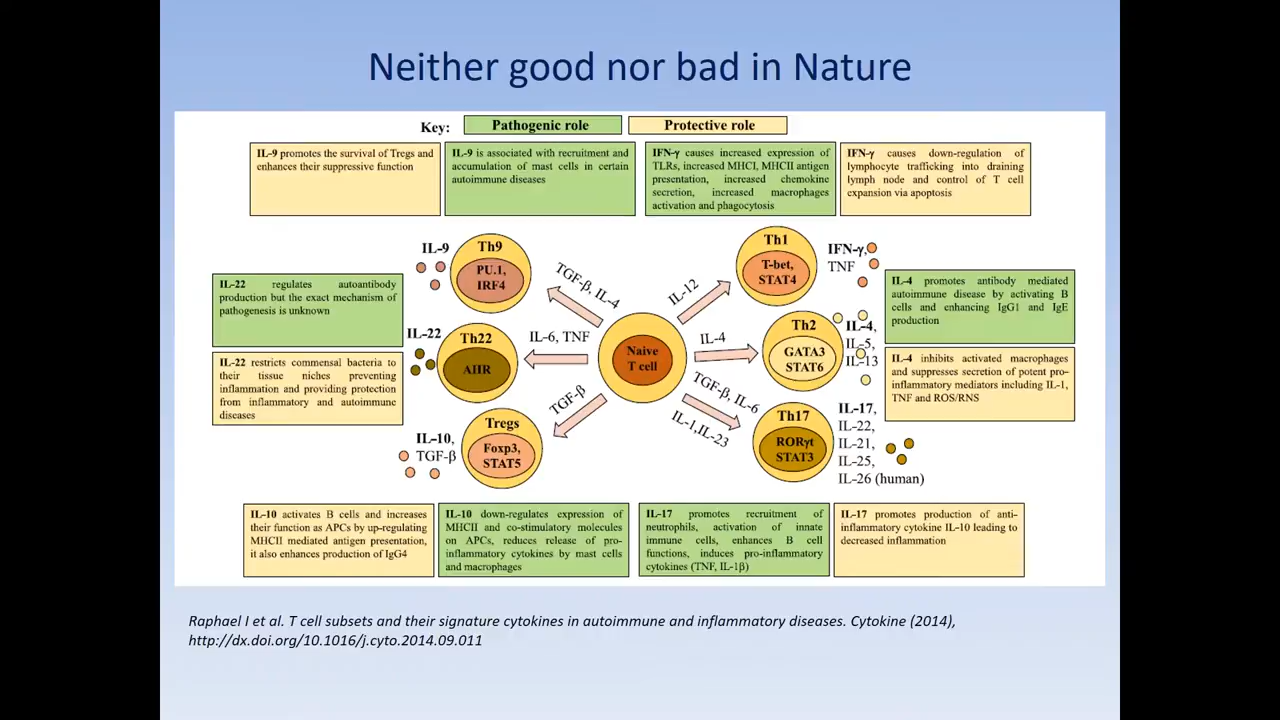 Neither good nor bad in Nature
Key:
Pathogenic role
Protective role
IL-9 promotes the survival of Tregs and
enhances their suppressive function
IL-9 is associated with recruitment and
accumulation of mast cells in certain
autoimmune diseases
IFN-γ causes increased expression of
TLRs, increased MHCI, MHCII antigen
presentation, increased chemokine
secretion, increased macrophages
activation and phagocytosis
IFN-γ causes down-regulation of
lymphocyte trafficking into draining
lymph node and control of T cell
expansion via apoptosis
IL-9
Th9
PU.1,
IRF4
TGF-β, IL-4
IL-12
Th1
T-bet,
STAT4
IFN-γ,
TNF
IL-22 regulates autoantibody
production but the exact mechanism of
pathogenesis is unknown
IL-22 restricts commensal bacteria to
their tissue niches preventing
inflammation and providing protection
from inflammatory and autoimmune
diseases
IL-22
Th22
AHR
IL-6, TNF
Naive
T cell
IL-4
Th2
GATA3
STAT6
IL-4,
IL-5,
IL-13
IL-4 promotes antibody mediated
autoimmune disease by activating B
cells and enhancing IgG1 and IgE
production
IL-4 inhibits activated macrophages
and suppresses secretion of potent pro-
inflammatory mediators including IL-1,
TNF and ROS/RNS
IL-10,
TGF-β
Tregs
Foxp3,
STAT5
TGF-β
TGF-β, IL-6
IL-1,IL-23
Th17
RORγt
STAT3
IL-17,
IL-22,
IL-21,
IL-25,
IL-26 (human)
IL-10 activates B cells and increases
their function as APCs by up-regulating
MHCII mediated antigen presentation,
it also enhances production of IgG4
IL-10 down-regulates expression of
MHCII and co-stimulatory molecules
on APCs, reduces release of pro-
inflammatory cytokines by mast cells
and macrophages
IL-17 promotes recruitment of
neutrophils, activation of innate
immune cells, enhances B cell
functions, induces pro-inflammatory
cytokines (TNF, IL-1β)
IL-17 promotes production of anti-
inflammatory cytokine IL-10 leading to
decreased inflammation
Raphael I et al. T cell subsets and their signature cytokines in autoimmune and inflammatory diseases. Cytokine (2014),
http://dx.doi.org/10.1016/j.cyto.2014.09.011